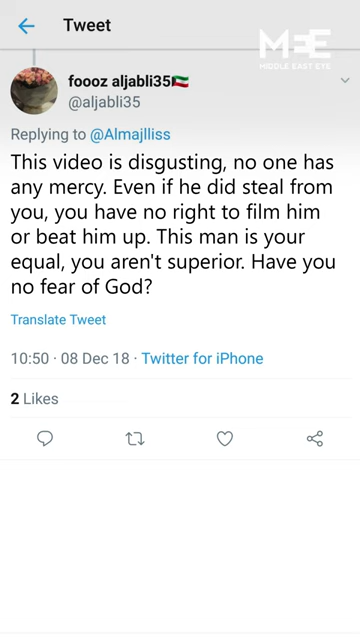 Tweet
MEE
MIDDLE EAST EYE
foooz aljabli35🇰🇼
@aljabli35
Replying to @Almajlliss
This video is disgusting, no one has
any mercy. Even if he did steal from
you, you have no right to film him
or beat him up. This man is your
equal, you aren't superior. Have you
no fear of God?
Translate Tweet
10:50 · 08 Dec 18 · Twitter for iPhone
2 Likes